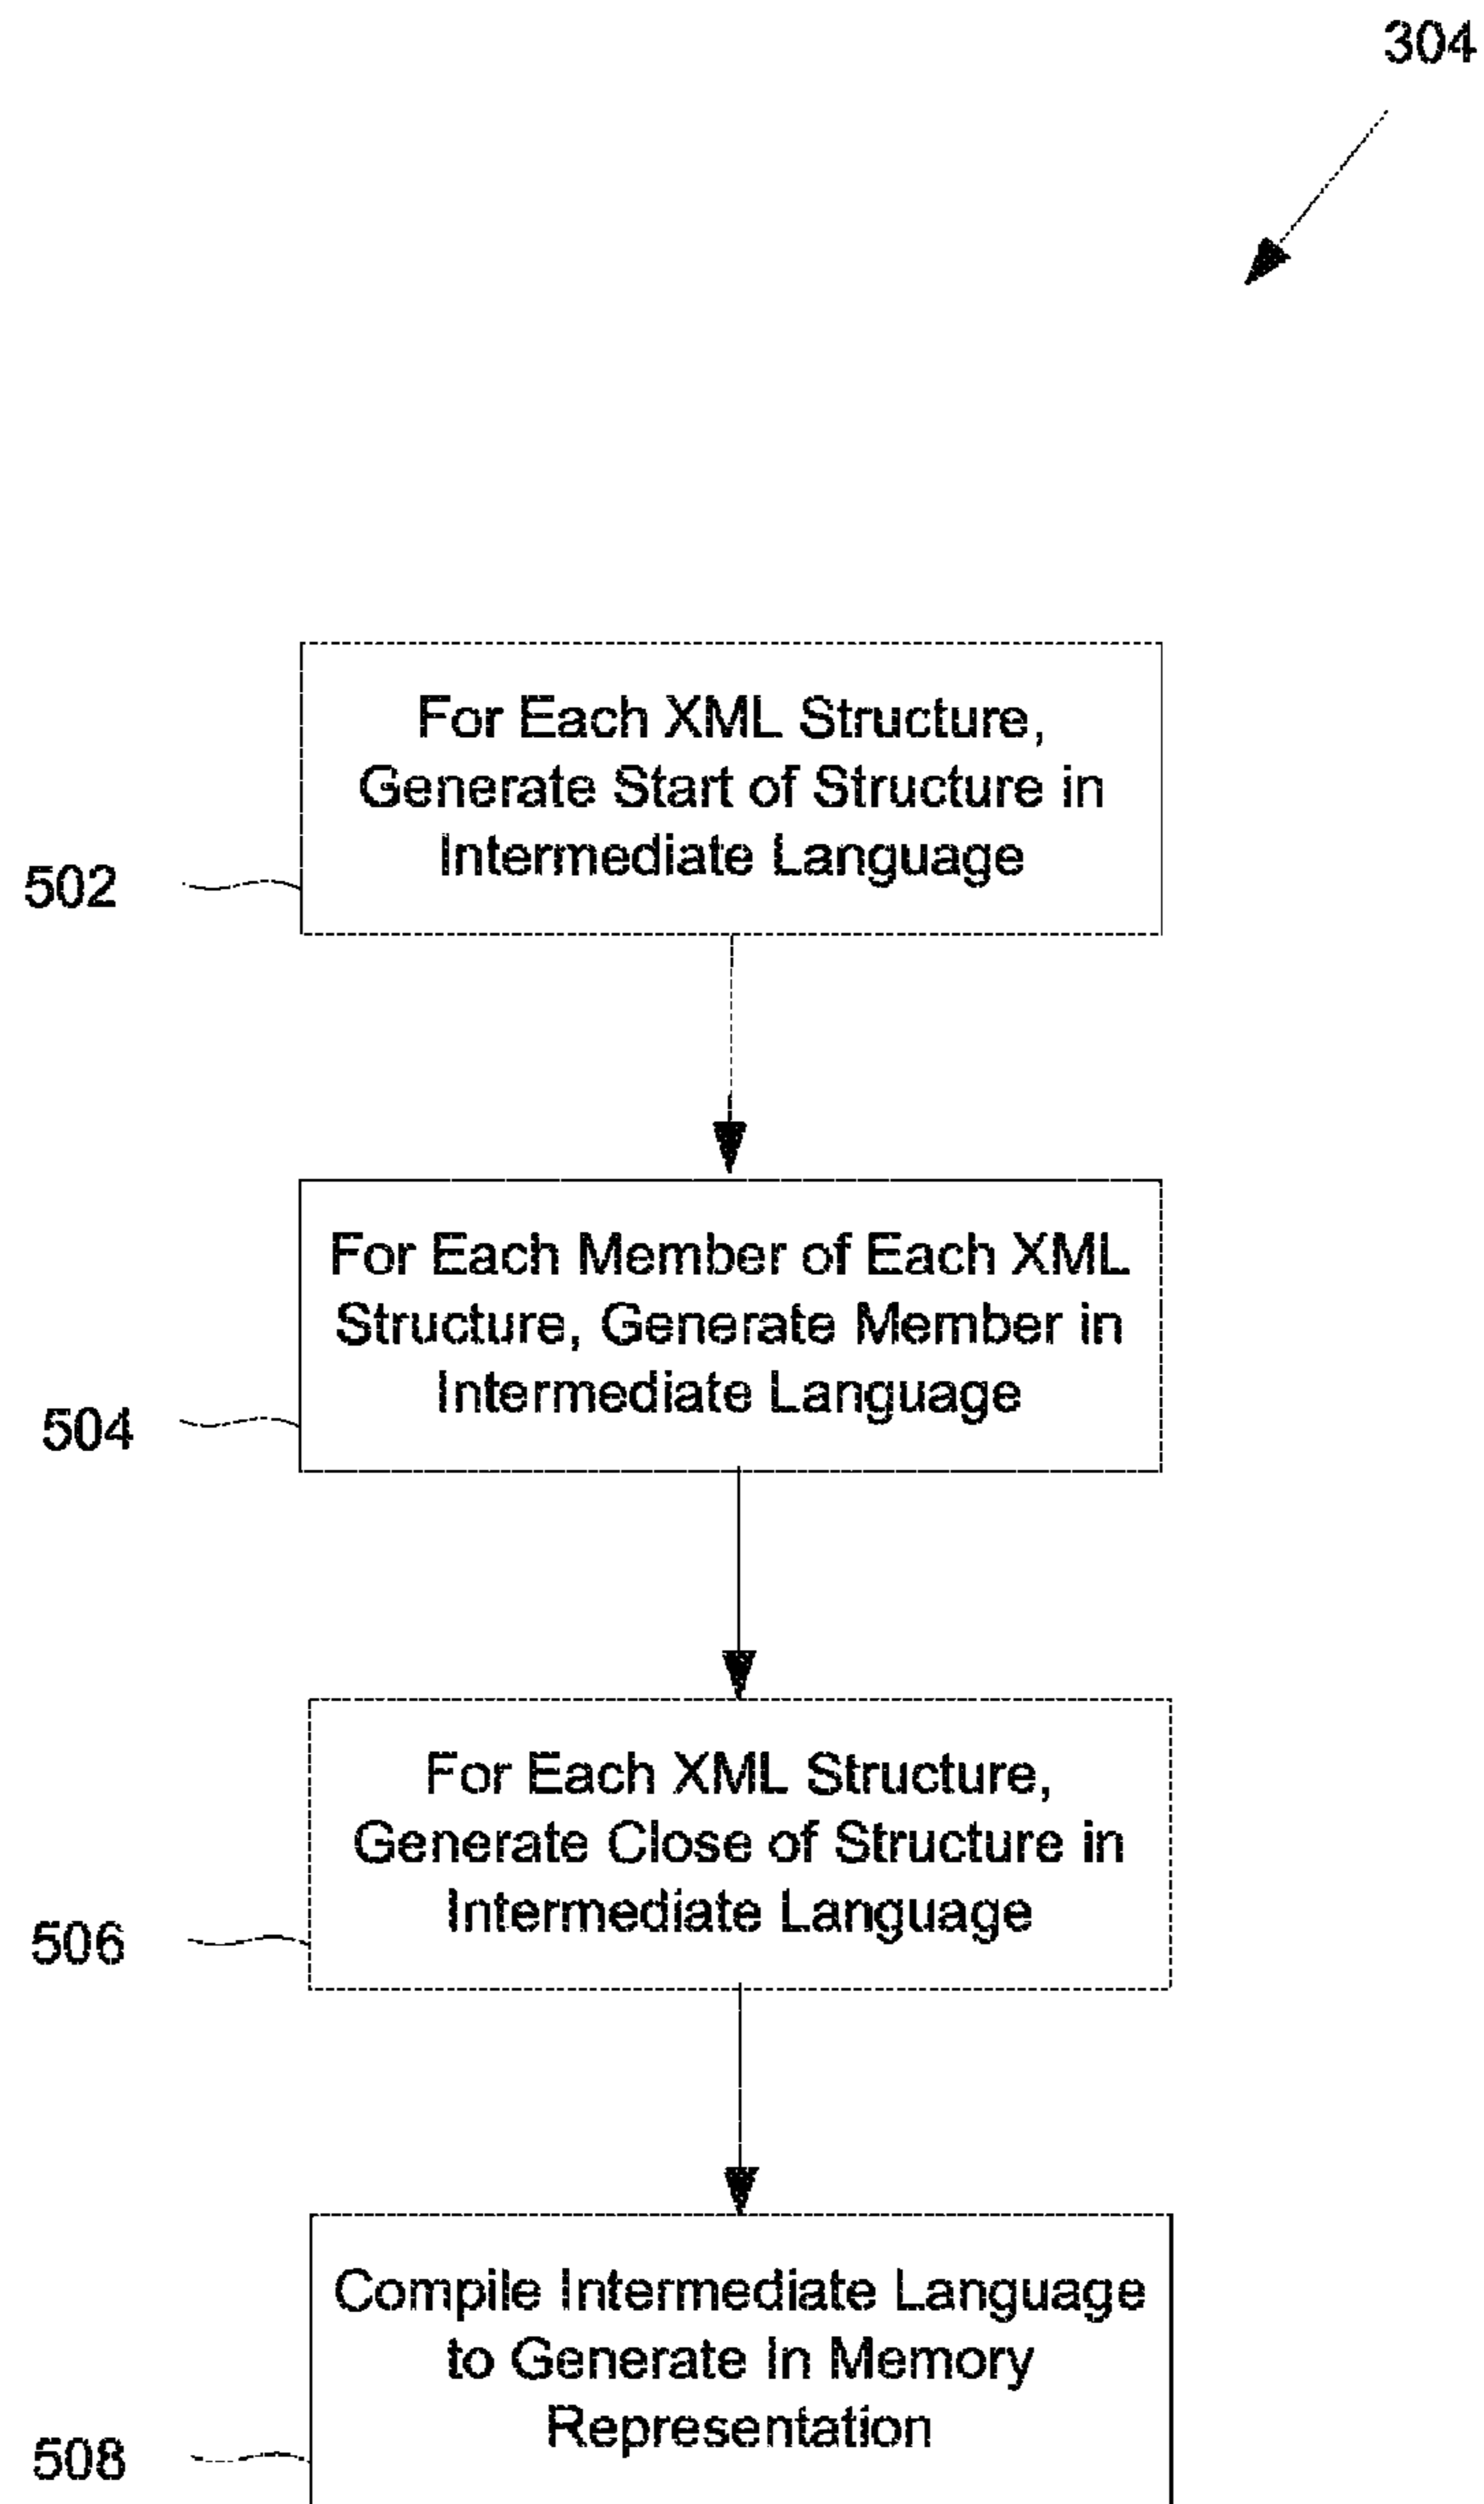 304
For Each XML Structure,
Generate Start of Structure in
Intermediate Language
502
For Each Member of Each XML
Structure, Generate Member in
Intermediate Language
504
For Each XML Structure,
Generate Close of Structure in
Intermediate Language
506
Compile Intermediate Language
to Generate In Memory
Representation
508